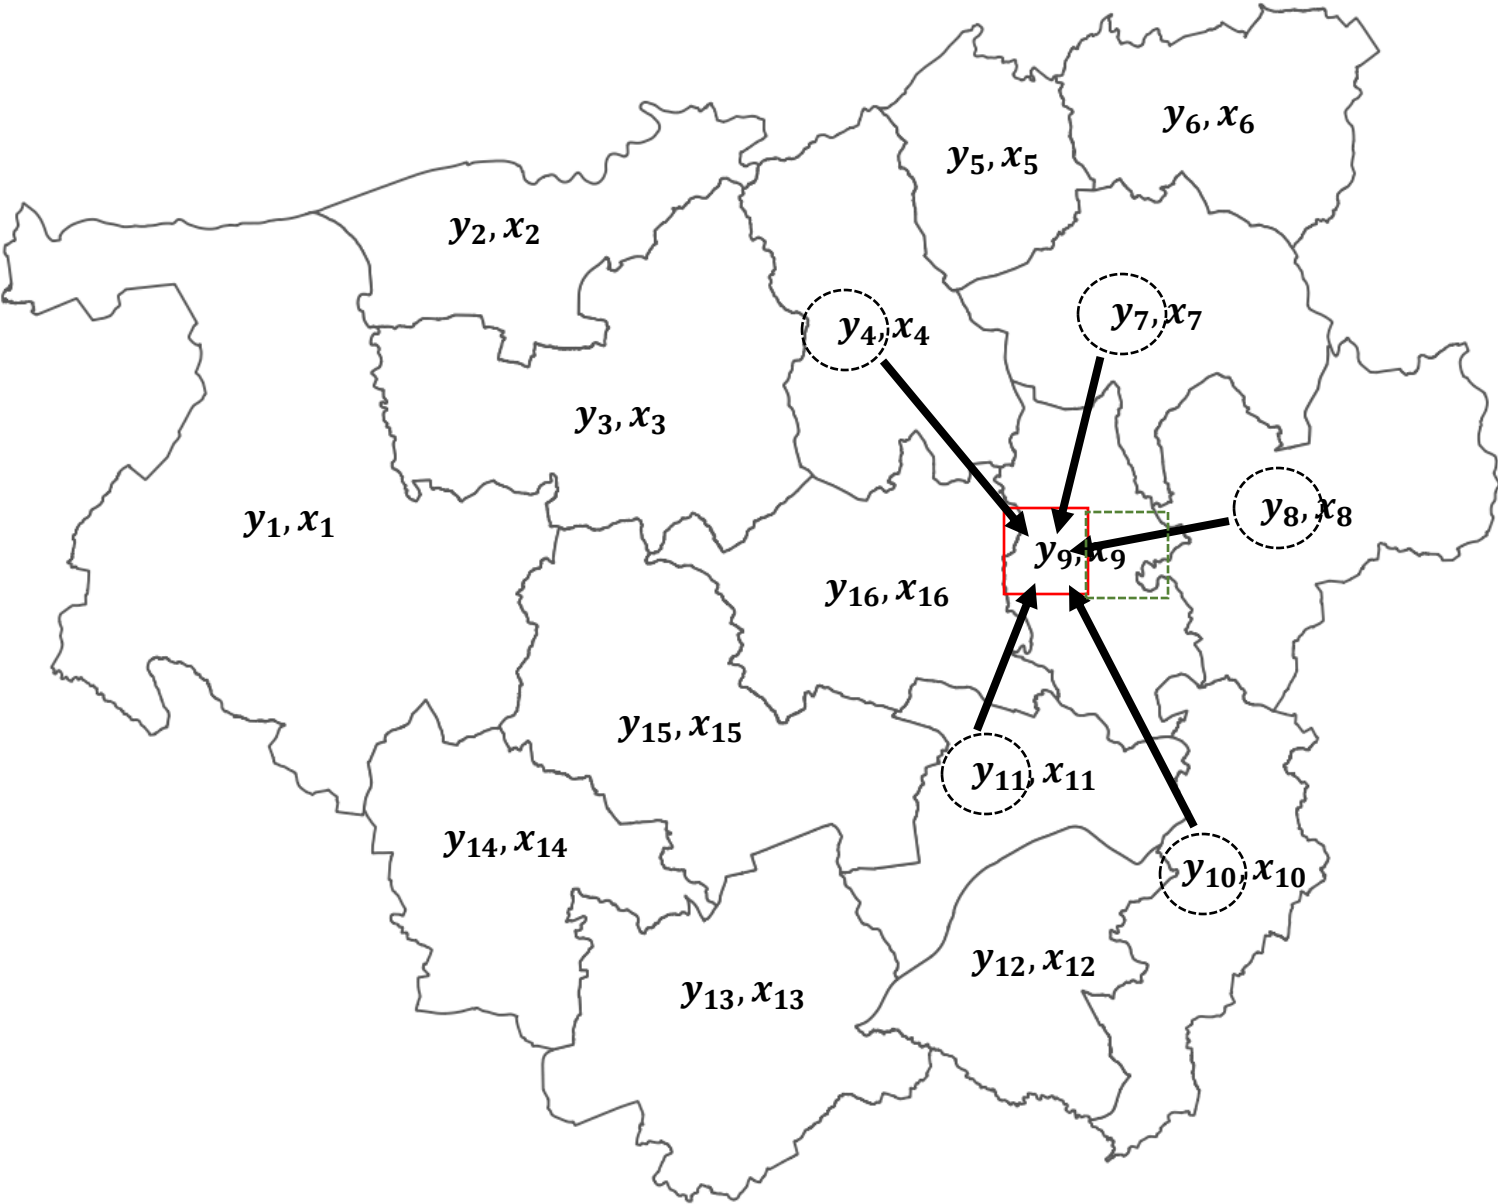 y₆, x₆
y₅, x₅
y₂, x₂
y₇, x₇
y₄, x₄
y₃, x₃
y₈, x₈
y₁, x₁
y₉, x₉
y₁₆, x₁₆
y₁₅, x₁₅
y₁₁, x₁₁
y₁₄, x₁₄
y₁₀, x₁₀
y₁₂, x₁₂
y₁₃, x₁₃